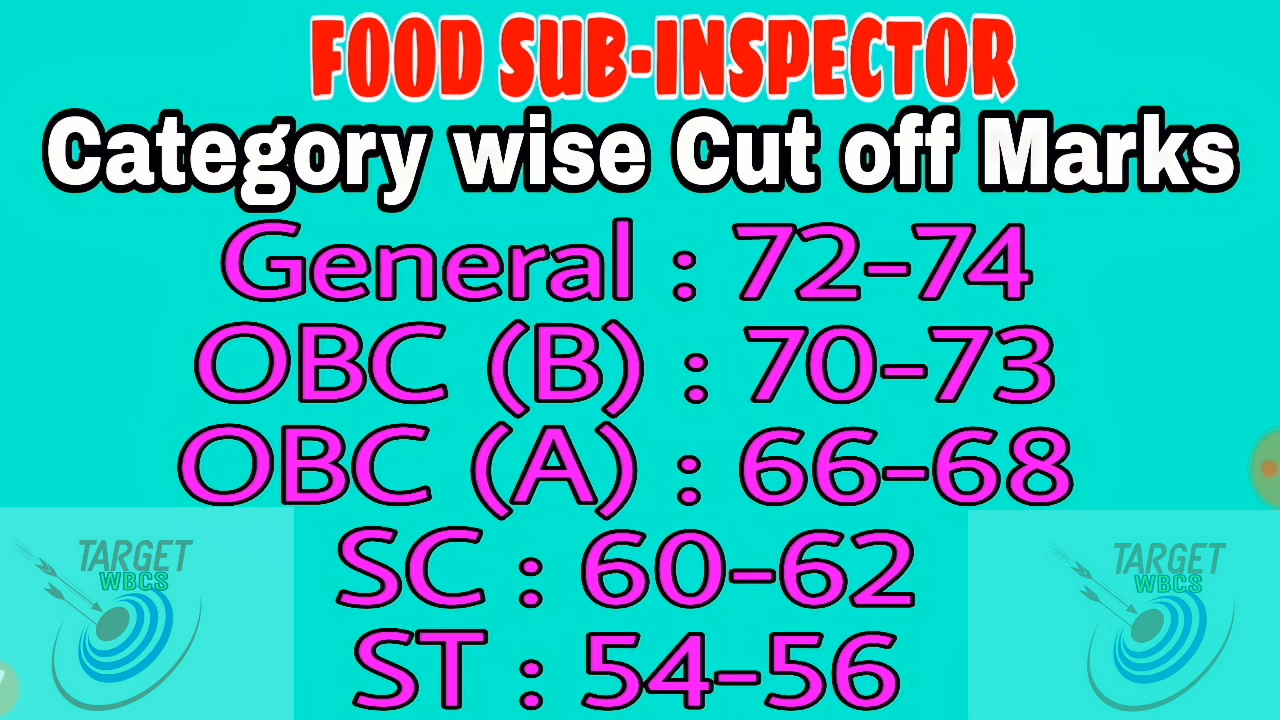 FOOD SUB-INSPECTOR
Category wise Cut off Marks
General : 72-74
OBC (B) : 70-73
OBC (A) : 66-68
SC : 60-62
ST : 54-56
TARGET
WBCS
TARGET
WBCS